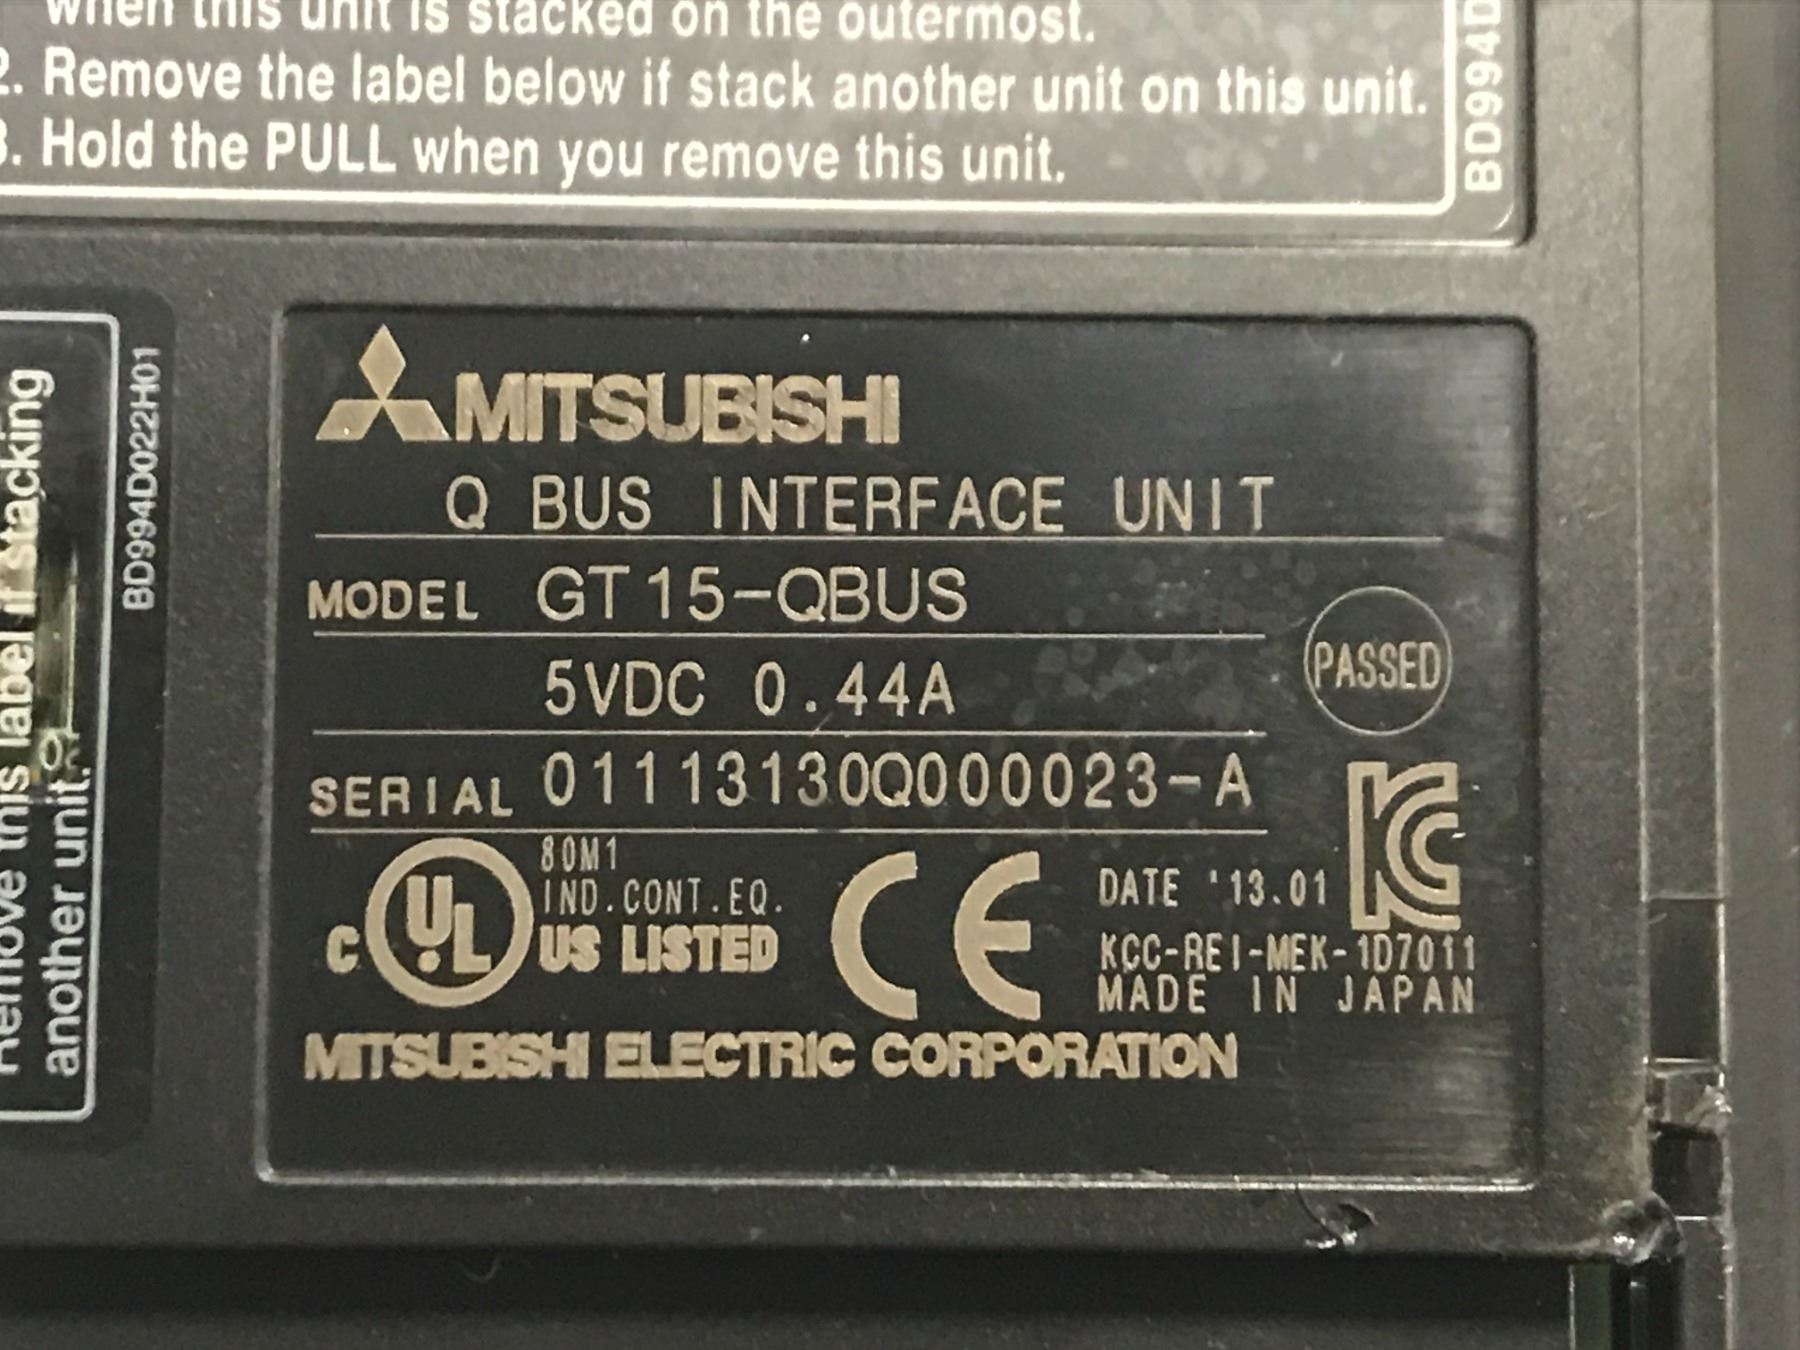 when this unit is stacked on the outermost.
2. Remove the label below if stack another unit on this unit.
3. Hold the PULL when you remove this unit.
BD994D
Remove this label if stacking
another unit.
BD994D022H01
MITSUBISHI
Q BUS INTERFACE UNIT
MODEL GT15-QBUS
5VDC 0.44A
PASSED
SERIAL 01113130Q000023-A
C UL US LISTED
80M1
IND.CONT.EQ.
CE
DATE '13.01
KC
KCC-REI-MEK-1D7011
MADE IN JAPAN
MITSUBISHI ELECTRIC CORPORATION